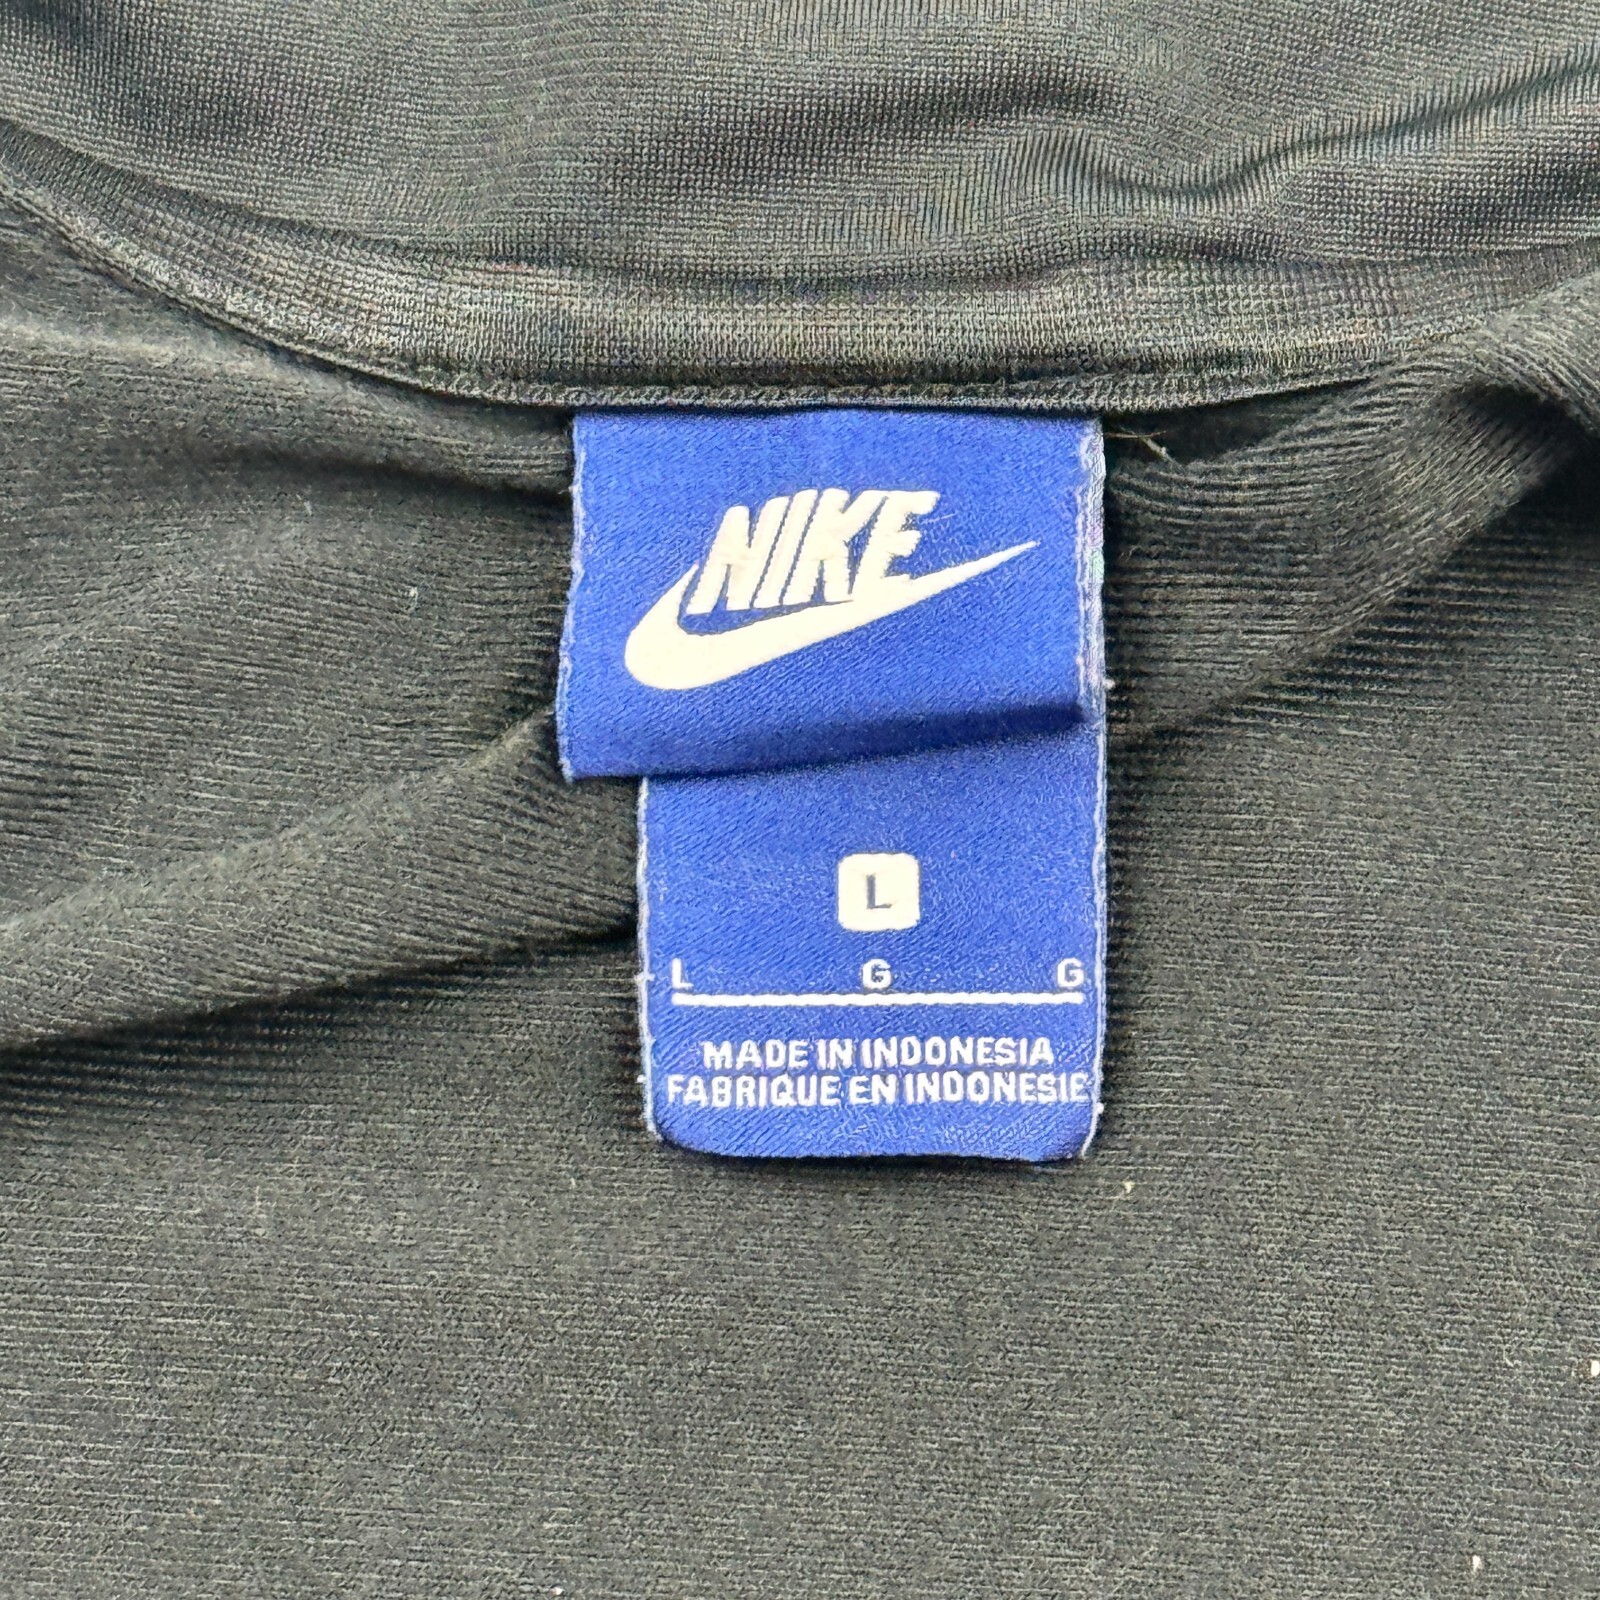 NIKE
L
L G G
MADE IN INDONESIA
FABRIQUE EN INDONESIE